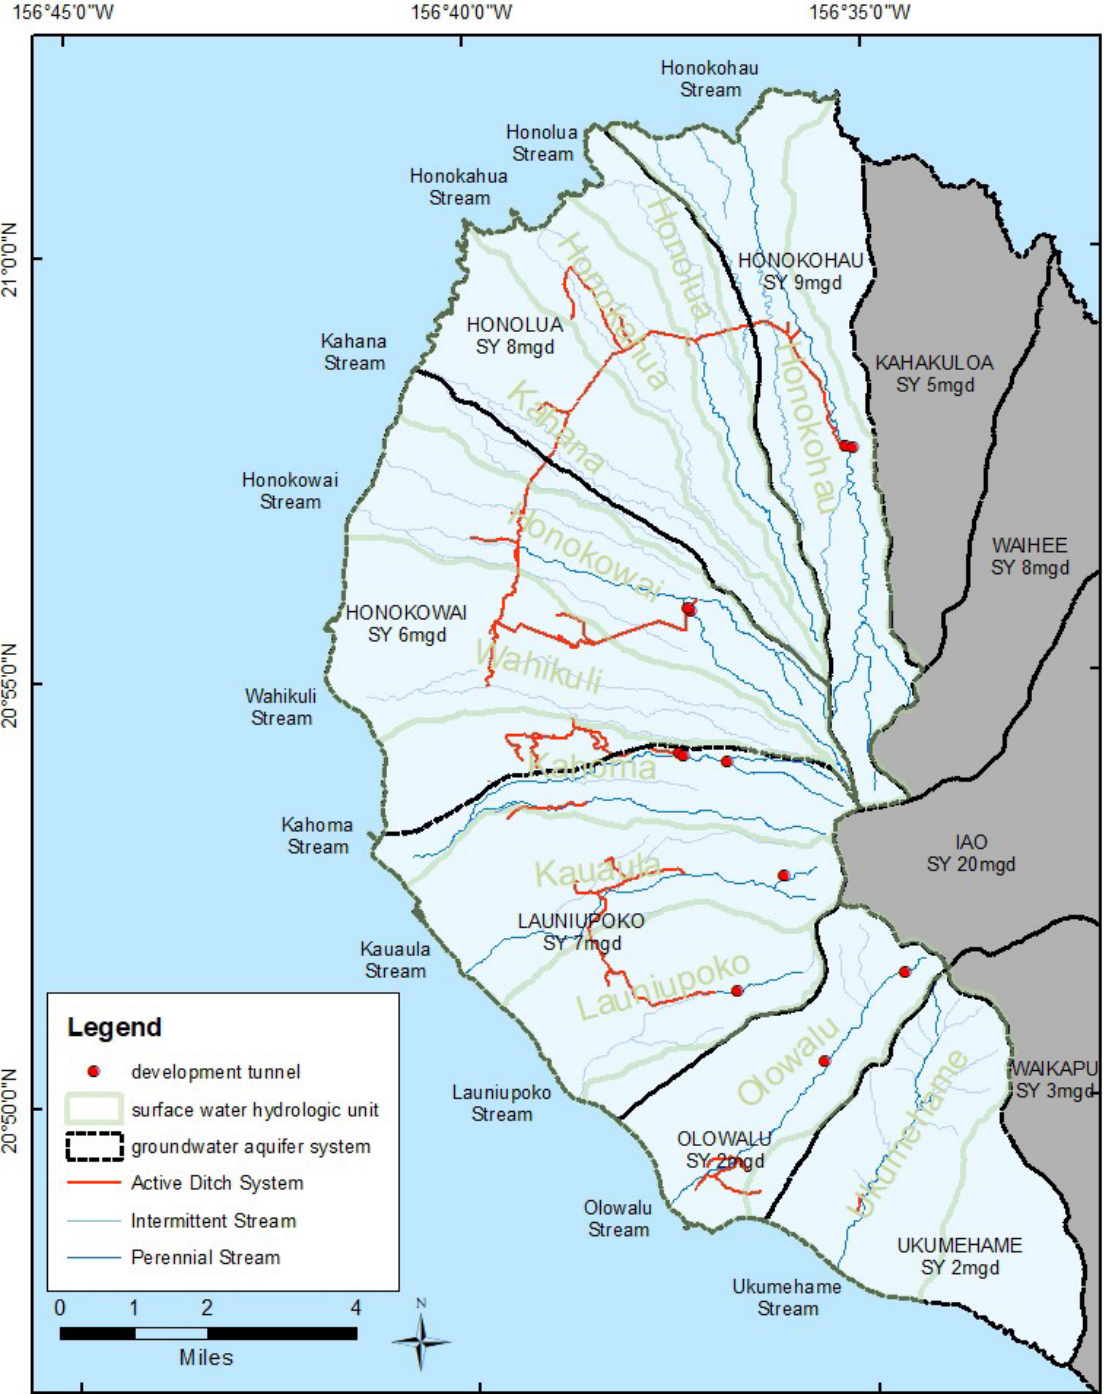 156°45'0"W
156°40'0"W
156°35'0"W
21°0'0"N
20°55'0"N
20°50'0"N
Honokohau
Stream
Honolua
Stream
Honokahua
Stream
Kahana
Stream
Honokowai
Stream
Wahikuli
Stream
Kahoma
Stream
Kauaula
Stream
Launiupoko
Stream
Olowalu
Stream
Ukumehame
Stream
HONOKOHAU
SY 9mgd
HONOLUA
SY 8mgd
KAHAKULOA
SY 5mgd
WAIHEE
SY 8mgd
HONOKOWAI
SY 6mgd
IAO
SY 20mgd
LAUNIUPOKO
SY 7mgd
WAIKAPU
SY 3mgd
OLOWALU
SY 2mgd
UKUMEHAME
SY 2mgd
Honolua
Honokahua
Honokohau
Kahana
Honokowai
Wahikuli
Kahoma
Kauaula
Launiupoko
Olowalu
Ukumehame
Legend
development tunnel
surface water hydrologic unit
groundwater aquifer system
Active Ditch System
Intermittent Stream
Perennial Stream
0 1 2 4
Miles
N